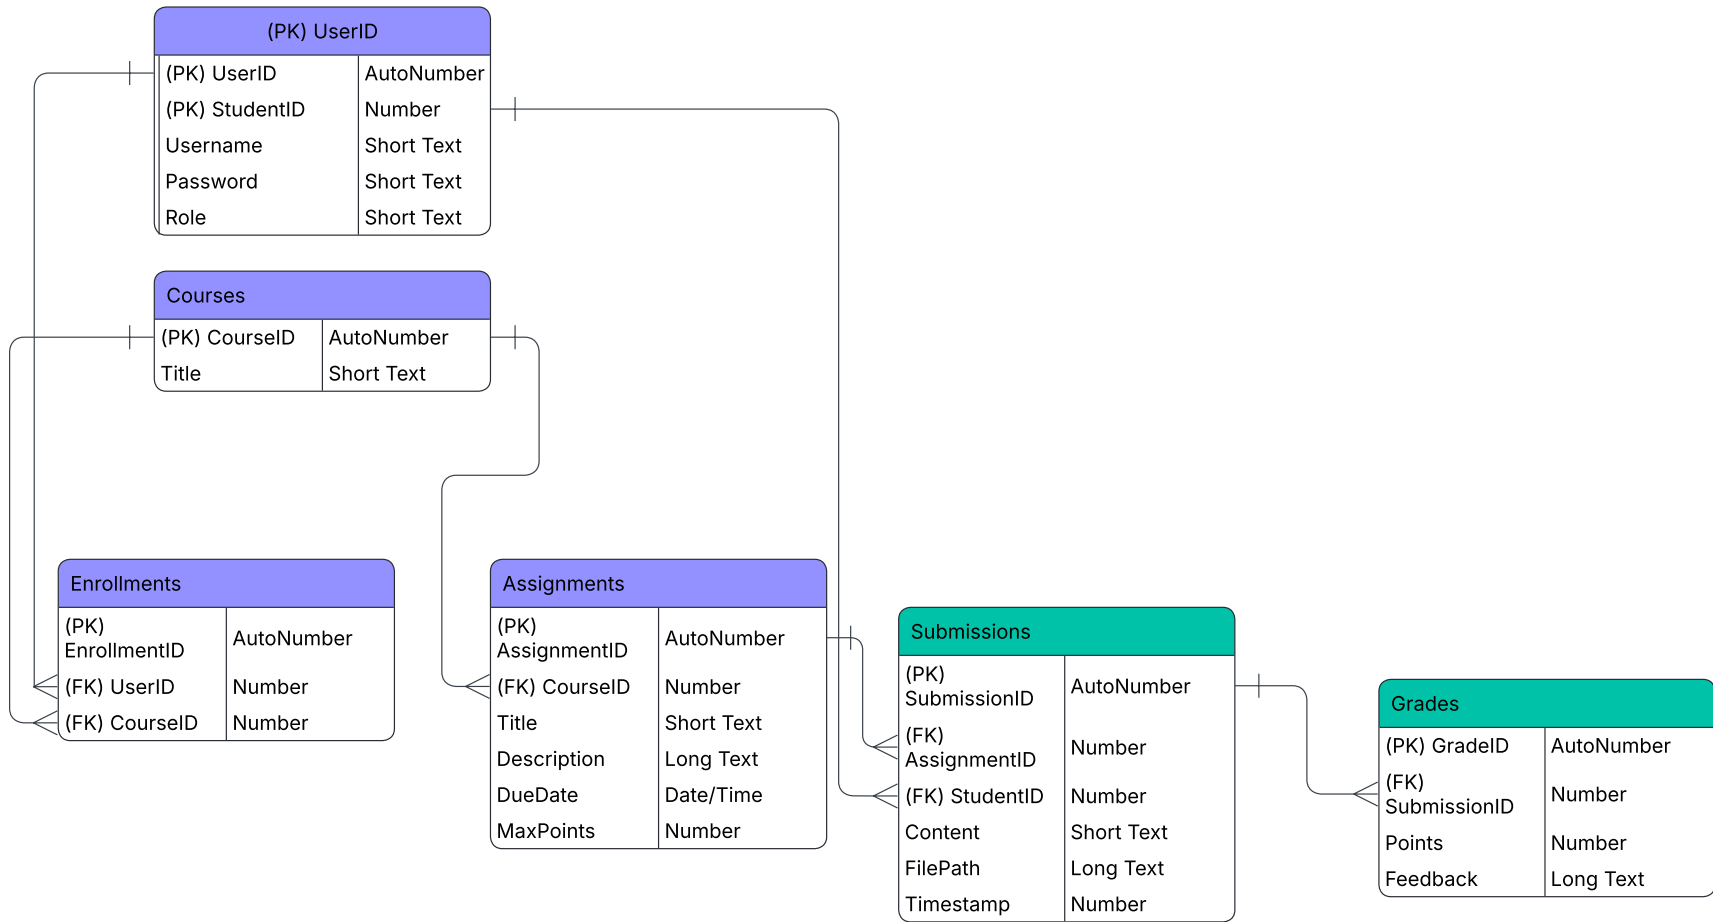 (PK) UserID
(PK) UserID AutoNumber
(PK) StudentID Number
Username Short Text
Password Short Text
Role Short Text
Courses
(PK) CourseID AutoNumber
Title Short Text
Enrollments
(PK)
EnrollmentID AutoNumber
(FK) UserID Number
(FK) CourseID Number
Assignments
(PK)
AssignmentID AutoNumber
(FK) CourseID Number
Title Short Text
Description Long Text
DueDate Date/Time
MaxPoints Number
Submissions
(PK)
SubmissionID AutoNumber
(FK)
AssignmentID Number
(FK) StudentID Number
Content Short Text
FilePath Long Text
Timestamp Number
Grades
(PK) GradeID AutoNumber
(FK)
SubmissionID Number
Points Number
Feedback Long Text